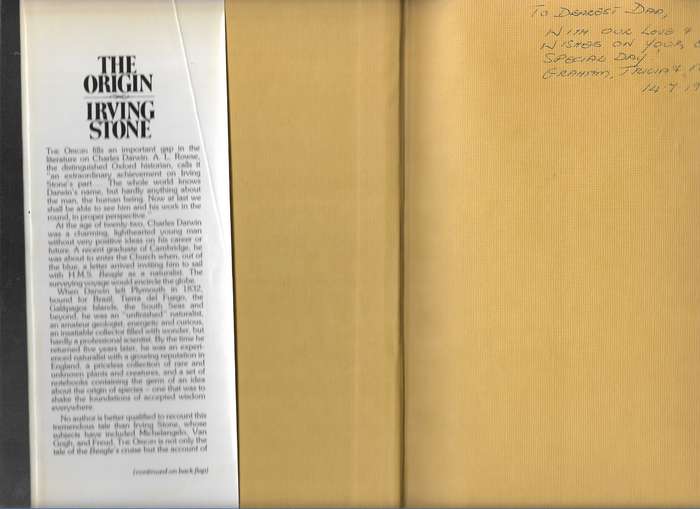 THE
ORIGIN
IRVING
STONE
THE ORIGIN fills an important gap in the
literature on Charles Darwin. A. L. Rowse,
the distinguished Oxford historian, calls it
"an extraordinary achievement on Irving
Stone's part ... The whole world knows
Darwin's name, but hardly anything about
the man, the human being. Now at last we
shall be able to see him and his work in the
round, in proper perspective."
At the age of twenty-two, Charles Darwin
was a charming, lighthearted young man
without very positive ideas on his career or
future. A recent graduate of Cambridge, he
was about to enter the Church when, out of
the blue, a letter arrived inviting him to sail
with H.M.S. Beagle as a naturalist. The
surveying voyage would encircle the globe.
When Darwin left Plymouth in 1832,
bound for Brazil, Tierra del Fuego, the
Galápagos Islands, the South Seas and
beyond, he was an "unfinished" naturalist,
an amateur geologist, energetic and curious,
an insatiable collector filled with wonder, but
hardly a professional scientist. By the time he
returned five years later, he was an experi-
enced naturalist with a growing reputation in
England, a priceless collection of rare and
unknown plants and creatures, and a set of
notebooks containing the germ of an idea
about the origin of species – one that was to
shake the foundations of accepted wisdom
everywhere.
No author is better qualified to recount this
tremendous tale than Irving Stone, whose
subjects have included Michelangelo, Van
Gogh, and Freud. THE ORIGIN is not only the
tale of the Beagle's cruise but the account of
(continued on back flap)
TO DEAREST DAD,
WITH OUR LOVE &
WISHES ON YOUR
SPECIAL DAY
GRAHAM, TRICIA &
14.7.19